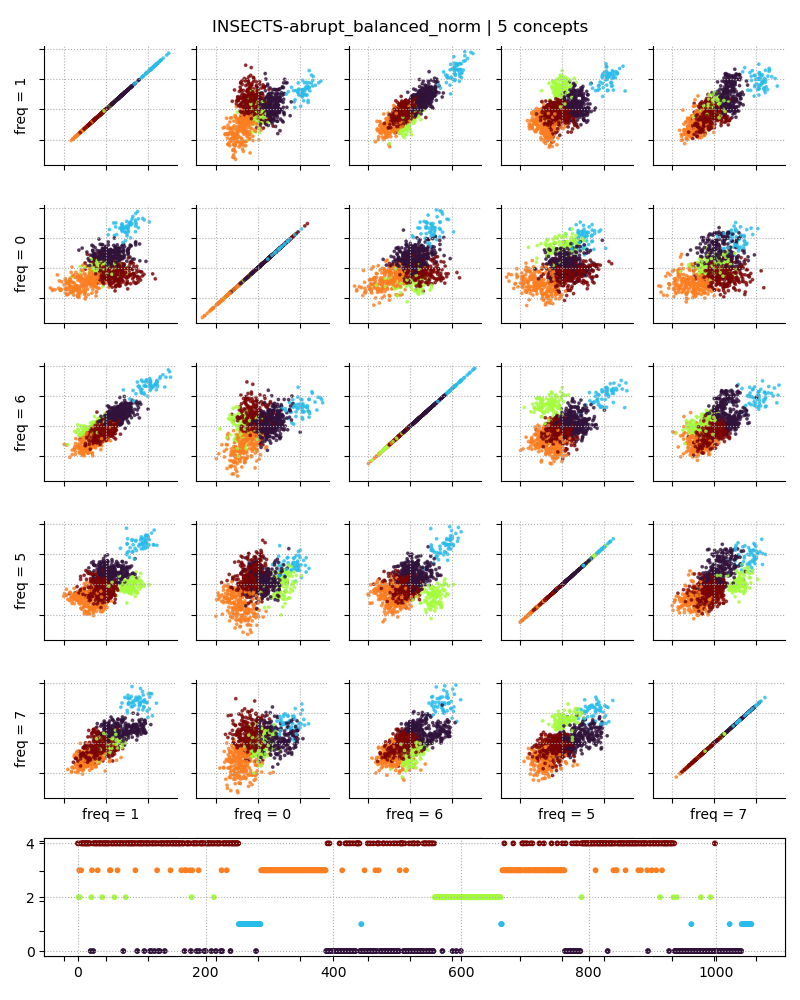 INSECTS-abrupt_balanced_norm | 5 concepts
freq = 1
freq = 0
freq = 6
freq = 5
freq = 7
freq = 1 freq = 0 freq = 6 freq = 5 freq = 7
4
2
0
0 200 400 600 800 1000